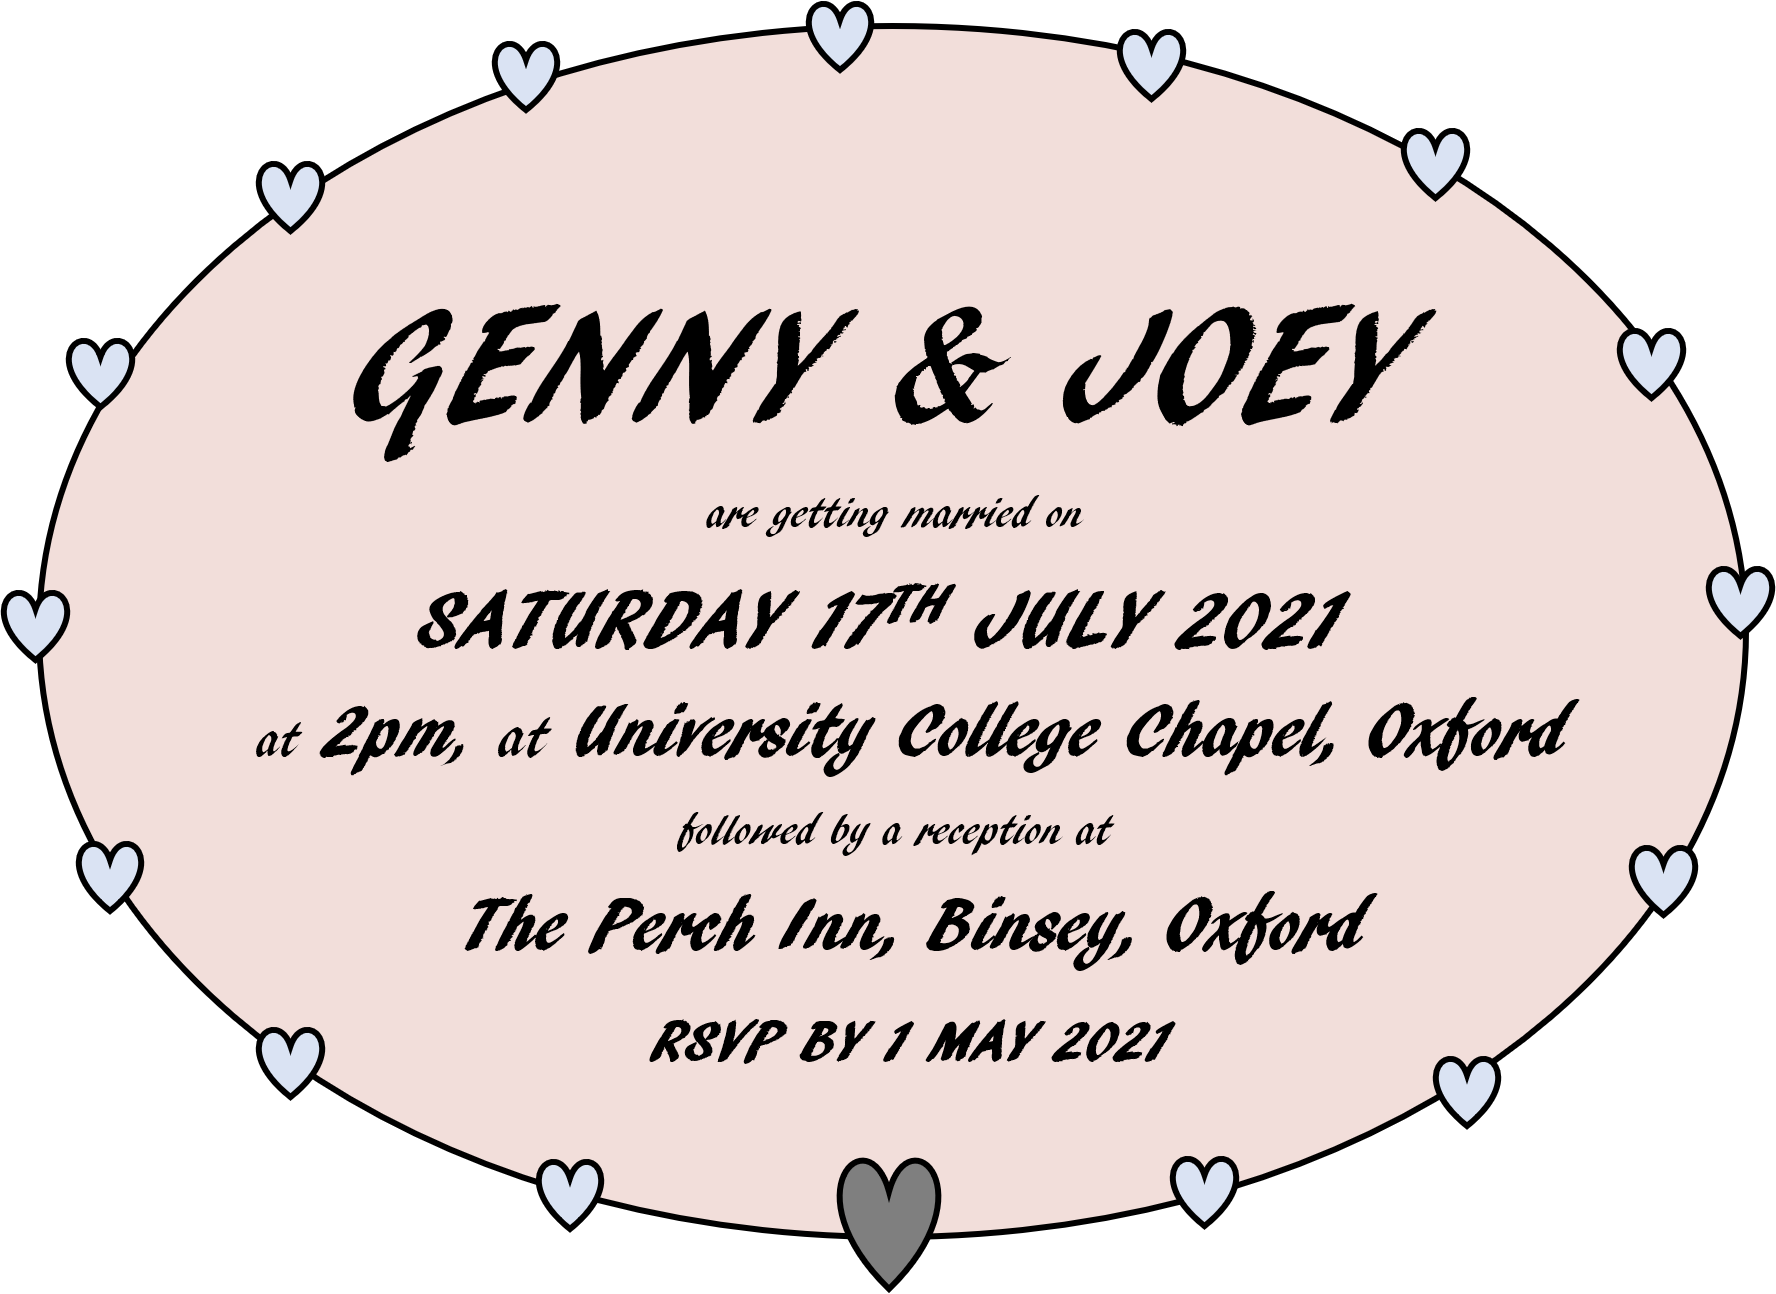 GENNY & JOEY
are getting married on
SATURDAY 17TH JULY 2021
at 2pm, at University College Chapel, Oxford
followed by a reception at
The Perch Inn, Binsey, Oxford
RSVP BY 1 MAY 2021